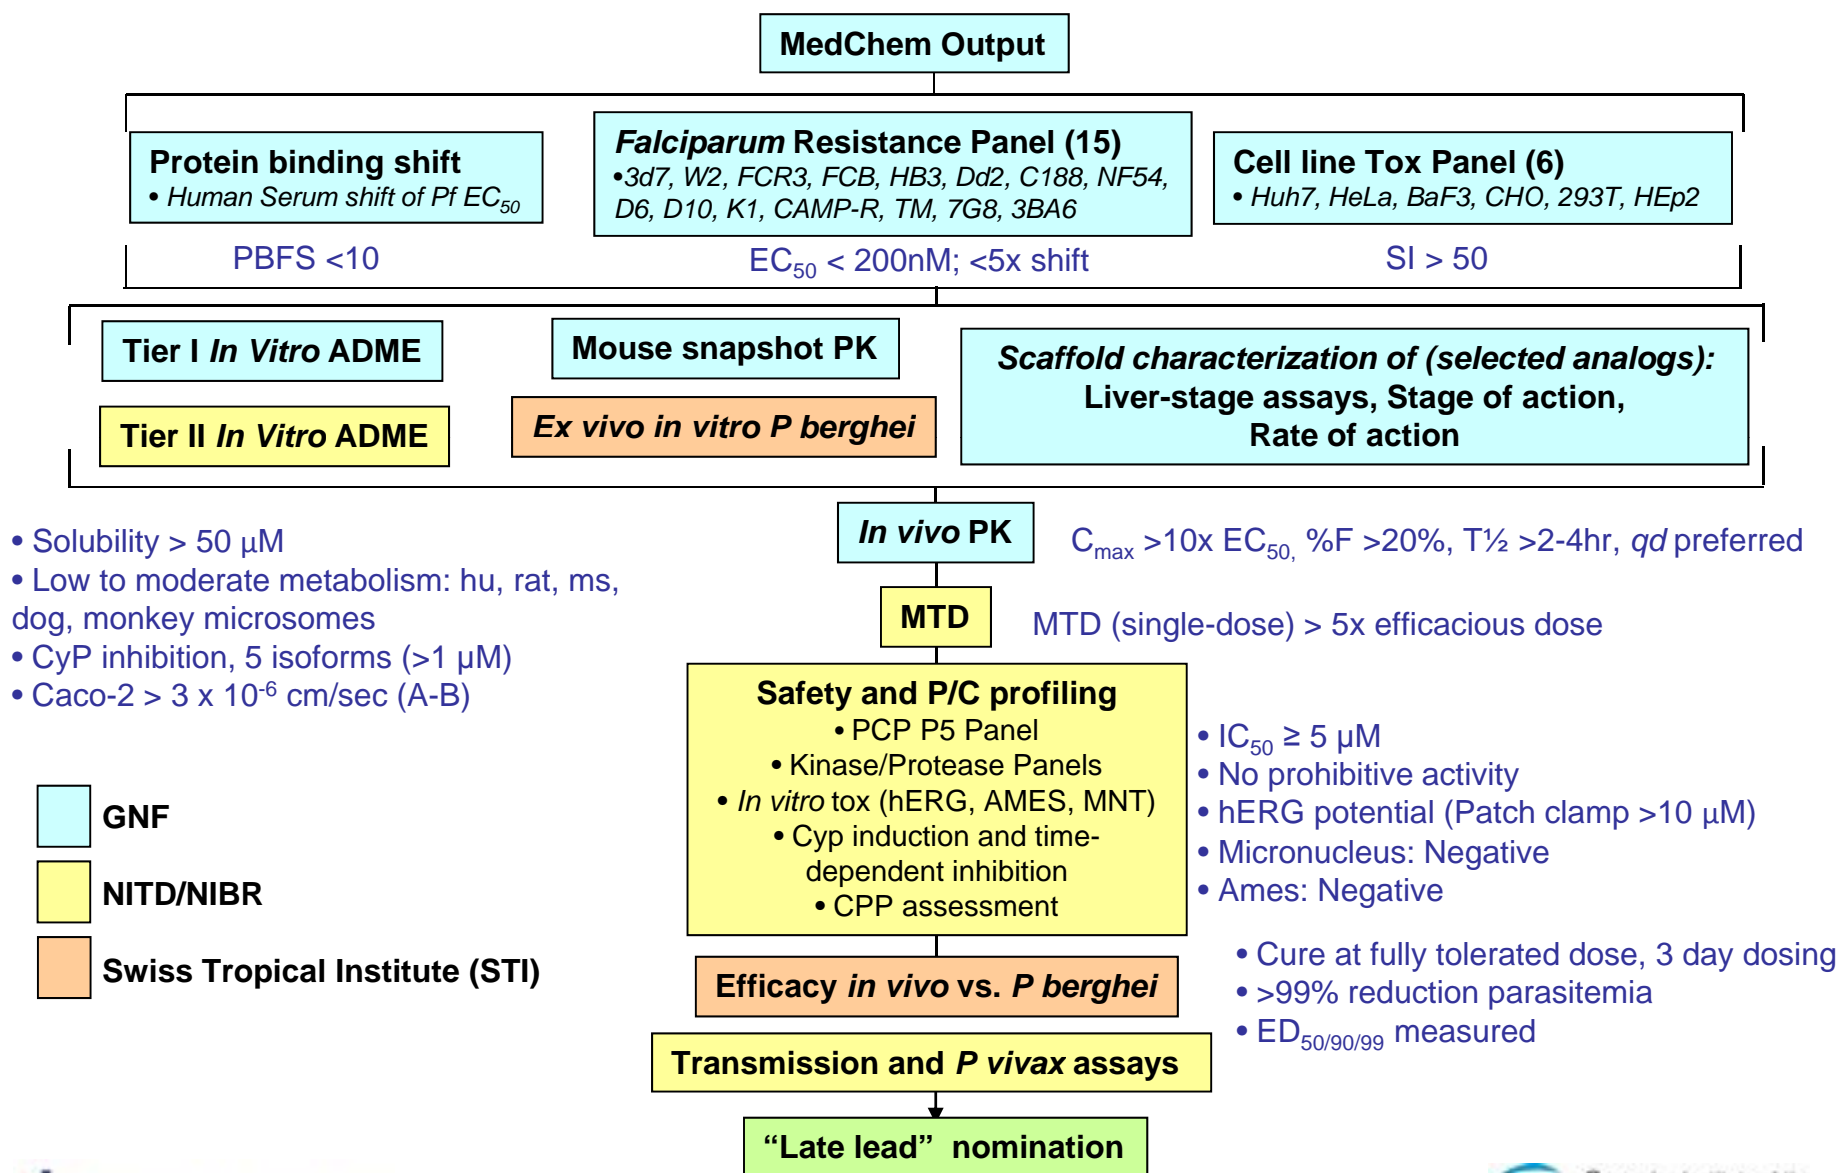 MedChem Output
Protein binding shift
• Human Serum shift of Pf EC50
Falciparum Resistance Panel (15)
•3d7, W2, FCR3, FCB, HB3, Dd2, C188, NF54,
D6, D10, K1, CAMP-R, TM, 7G8, 3BA6
Cell line Tox Panel (6)
• Huh7, HeLa, BaF3, CHO, 293T, HEp2
PBFS <10
EC50 < 200nM; <5x shift
SI > 50
Tier I In Vitro ADME
Mouse snapshot PK
Scaffold characterization of (selected analogs):
Liver-stage assays, Stage of action,
Rate of action
Tier II In Vitro ADME
Ex vivo in vitro P berghei
In vivo PK
Cmax >10x EC50, %F >20%, T½ >2-4hr, qd preferred
• Solubility > 50 µM
• Low to moderate metabolism: hu, rat, ms,
dog, monkey microsomes
• CyP inhibition, 5 isoforms (>1 µM)
• Caco-2 > 3 x 10-6 cm/sec (A-B)
MTD
MTD (single-dose) > 5x efficacious dose
Safety and P/C profiling
• PCP P5 Panel
• Kinase/Protease Panels
• In vitro tox (hERG, AMES, MNT)
• Cyp induction and time-
dependent inhibition
• CPP assessment
• IC50 ≥ 5 µM
• No prohibitive activity
• hERG potential (Patch clamp >10 µM)
• Micronucleus: Negative
• Ames: Negative
GNF
NITD/NIBR
Swiss Tropical Institute (STI)
Efficacy in vivo vs. P berghei
• Cure at fully tolerated dose, 3 day dosing
• >99% reduction parasitemia
• ED50/90/99 measured
Transmission and P vivax assays
“Late lead” nomination